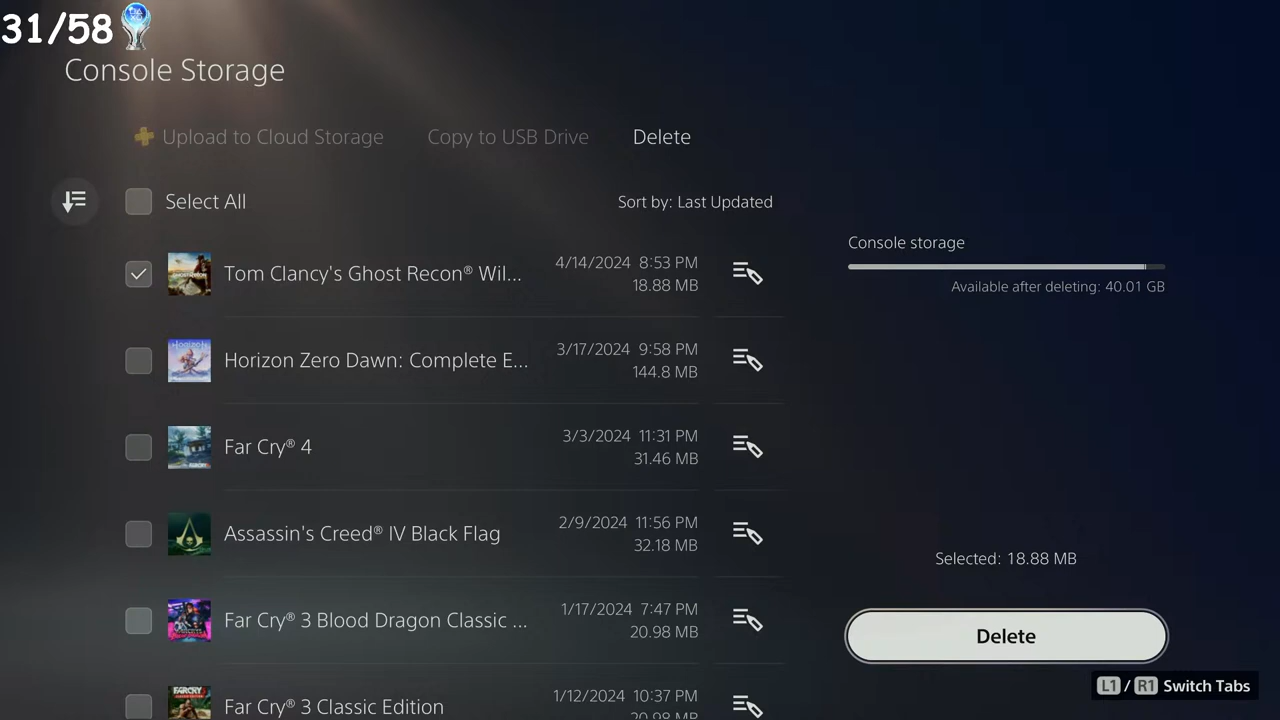 31/58
Console Storage
Upload to Cloud Storage Copy to USB Drive Delete
Select All Sort by: Last Updated
Tom Clancy's Ghost Recon® Wil... 4/14/2024 8:53 PM
18.88 MB
Horizon Zero Dawn: Complete E... 3/17/2024 9:58 PM
144.8 MB
Far Cry® 4 3/3/2024 11:31 PM
31.46 MB
Assassin's Creed® IV Black Flag 2/9/2024 11:56 PM
32.18 MB
Far Cry® 3 Blood Dragon Classic ... 1/17/2024 7:47 PM
20.98 MB
Far Cry® 3 Classic Edition 1/12/2024 10:37 PM
20.98 MB
Console storage
Available after deleting: 40.01 GB
Selected: 18.88 MB
Delete
L1 / R1 Switch Tabs